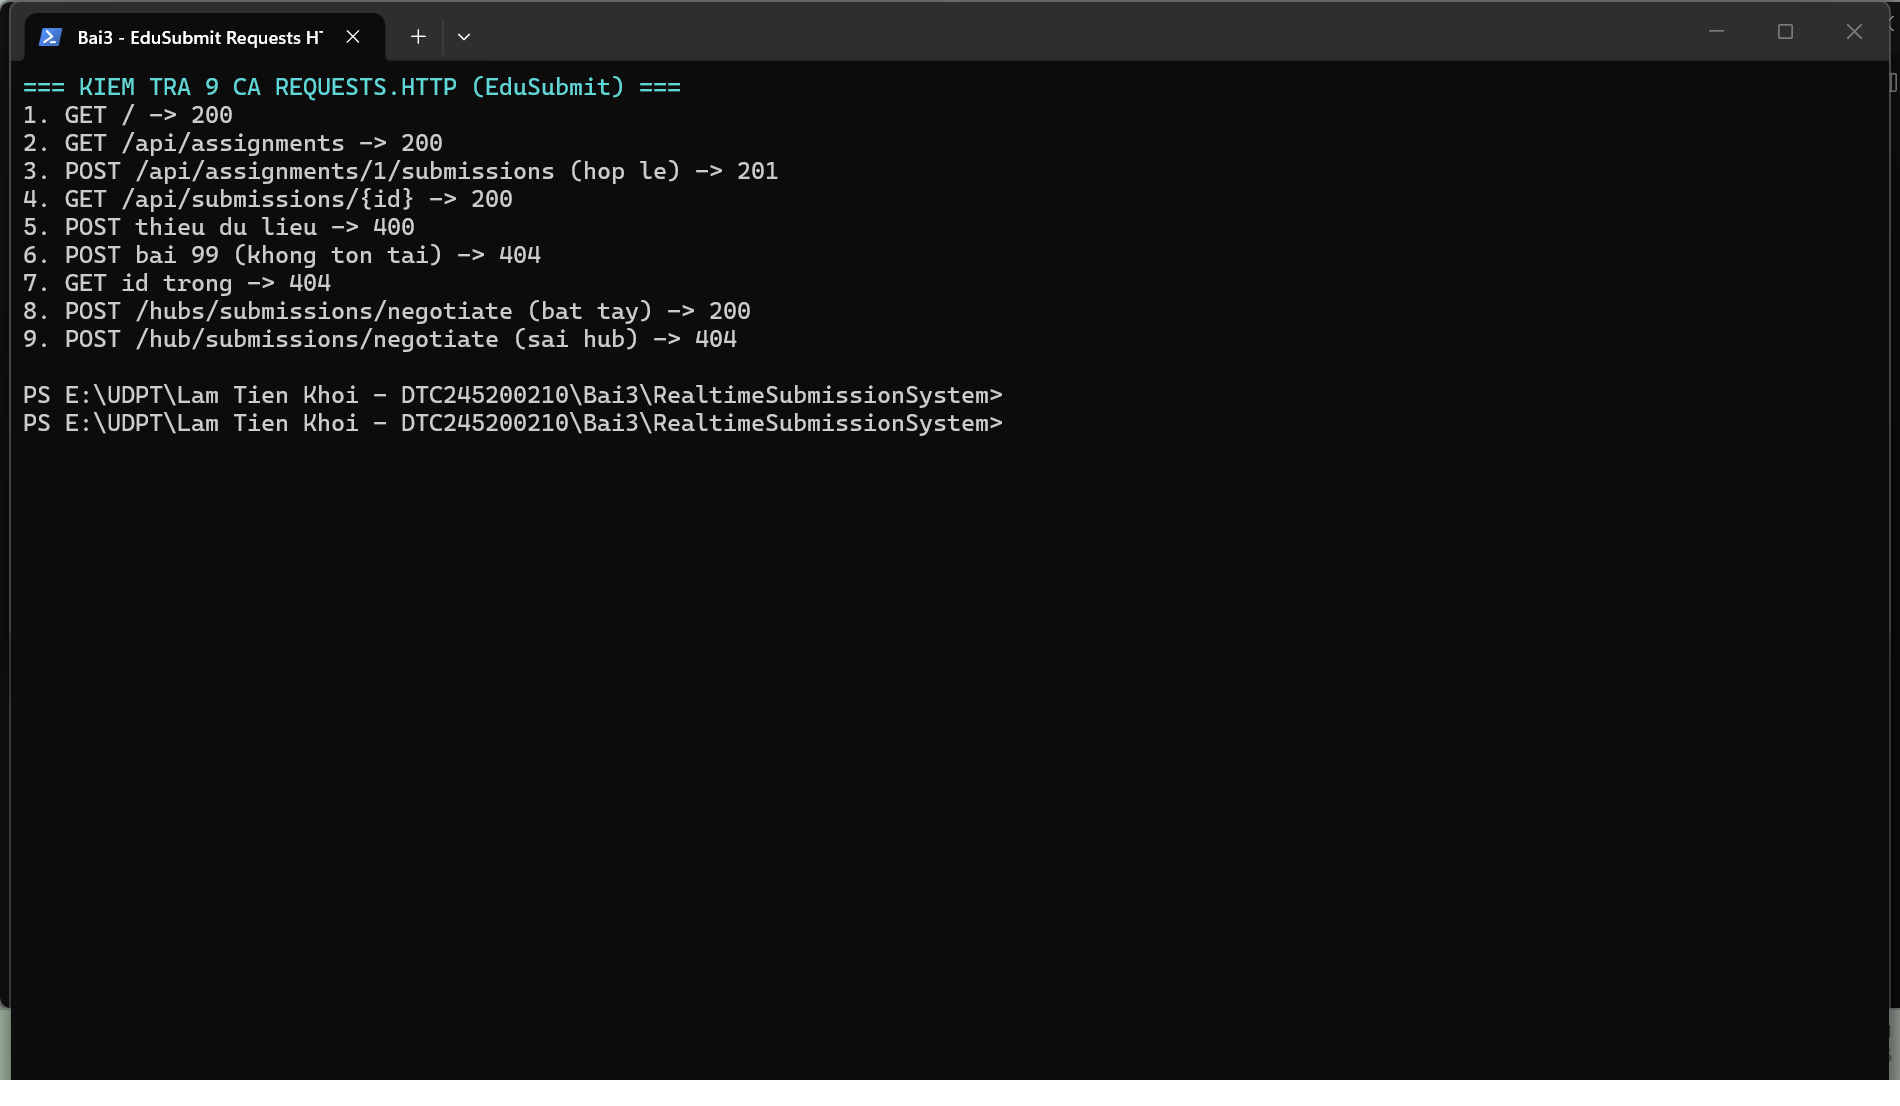 Bai3 - EduSubmit Requests HT
=== KIEM TRA 9 CA REQUESTS.HTTP (EduSubmit) ===
1. GET / -> 200
2. GET /api/assignments -> 200
3. POST /api/assignments/1/submissions (hop le) -> 201
4. GET /api/submissions/{id} -> 200
5. POST thieu du lieu -> 400
6. POST bai 99 (khong ton tai) -> 404
7. GET id trong -> 404
8. POST /hubs/submissions/negotiate (bat tay) -> 200
9. POST /hub/submissions/negotiate (sai hub) -> 404
PS E:\UDPT\Lam Tien Khoi - DTC245200210\Bai3\RealtimeSubmissionSystem>
PS E:\UDPT\Lam Tien Khoi - DTC245200210\Bai3\RealtimeSubmissionSystem>